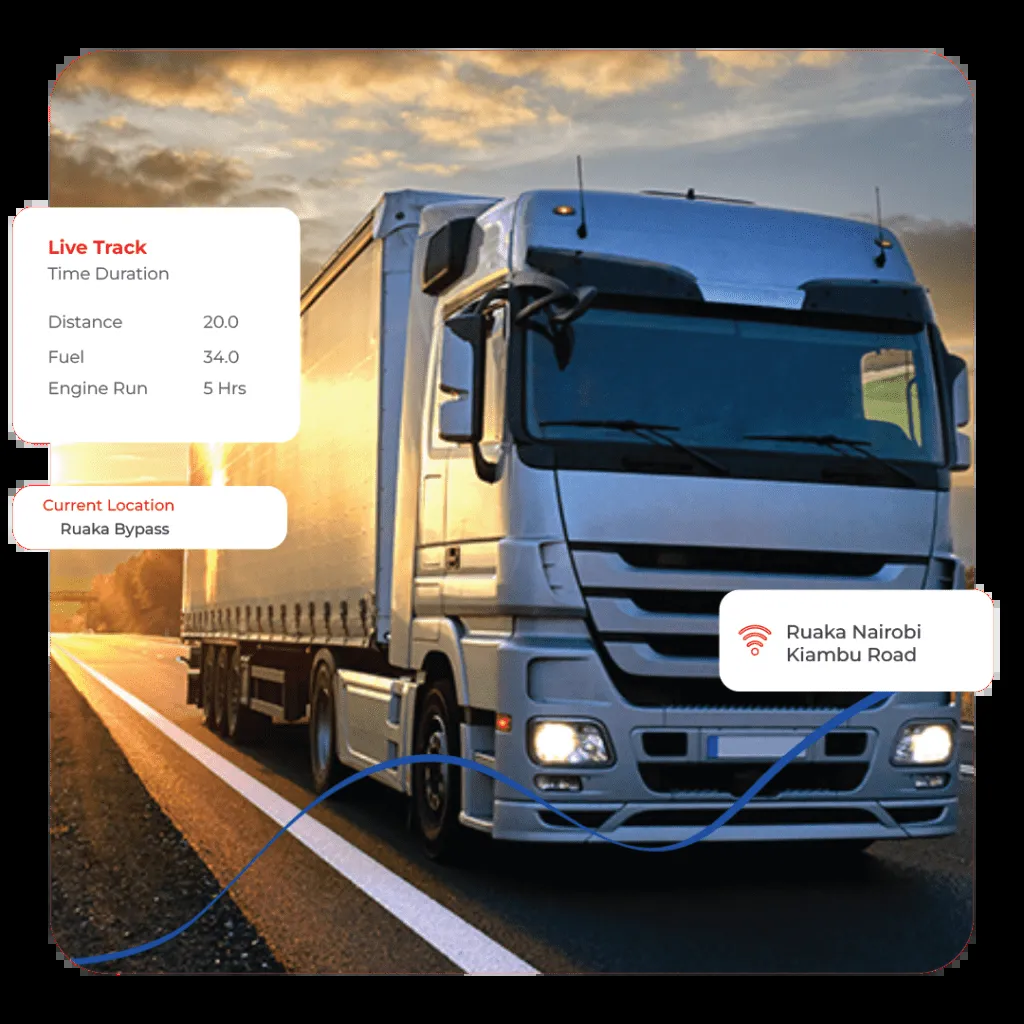 Live Track
Time Duration
Distance 20.0
Fuel 34.0
Engine Run 5 Hrs
Current Location
Ruaka Bypass
Ruaka Nairobi
Kiambu Road